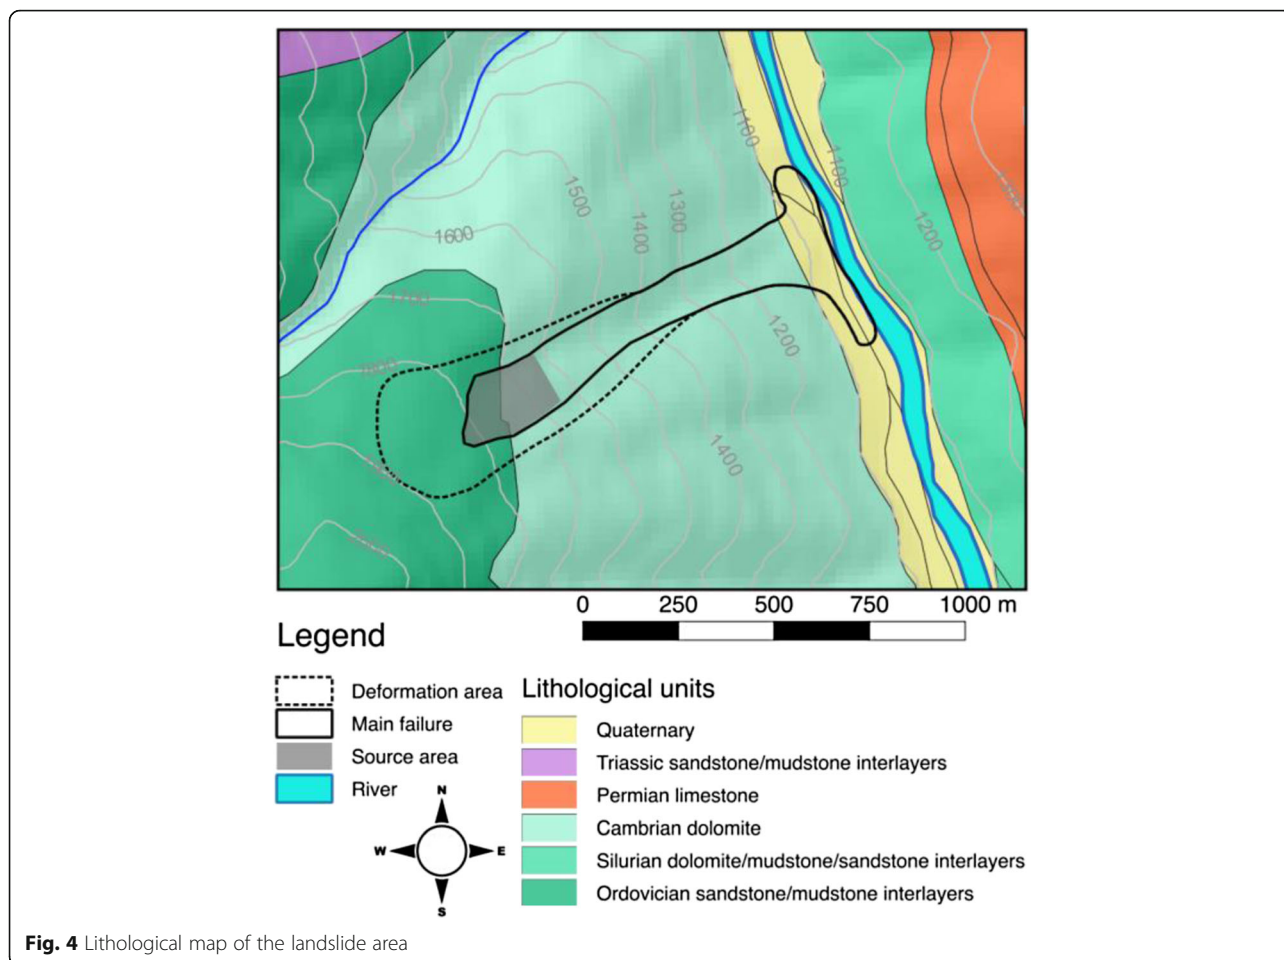 1100
1100
1500
1300
1400
1200
1600
1700
1200
1400
0 250 500 750 1000 m
Legend
Deformation area
Main failure
Source area
River
N
W E
S
Lithological units
Quaternary
Triassic sandstone/mudstone interlayers
Permian limestone
Cambrian dolomite
Silurian dolomite/mudstone/sandstone interlayers
Ordovician sandstone/mudstone interlayers
Fig. 4 Lithological map of the landslide area